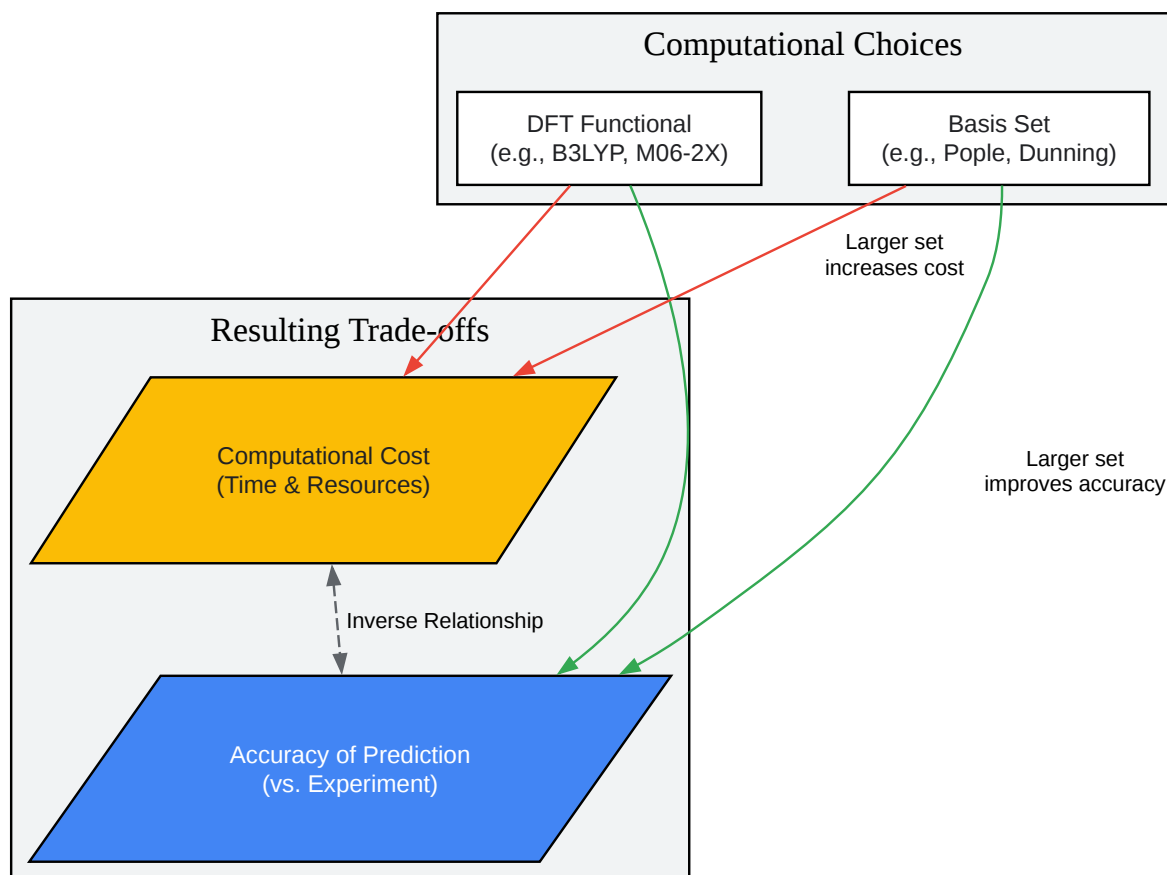 Computational Choices
DFT Functional
(e.g., B3LYP, M06-2X)
Basis Set
(e.g., Pople, Dunning)
Larger set
increases cost
Resulting Trade-offs
Computational Cost
(Time & Resources)
Larger set
improves accuracy
Inverse Relationship
Accuracy of Prediction
(vs. Experiment)